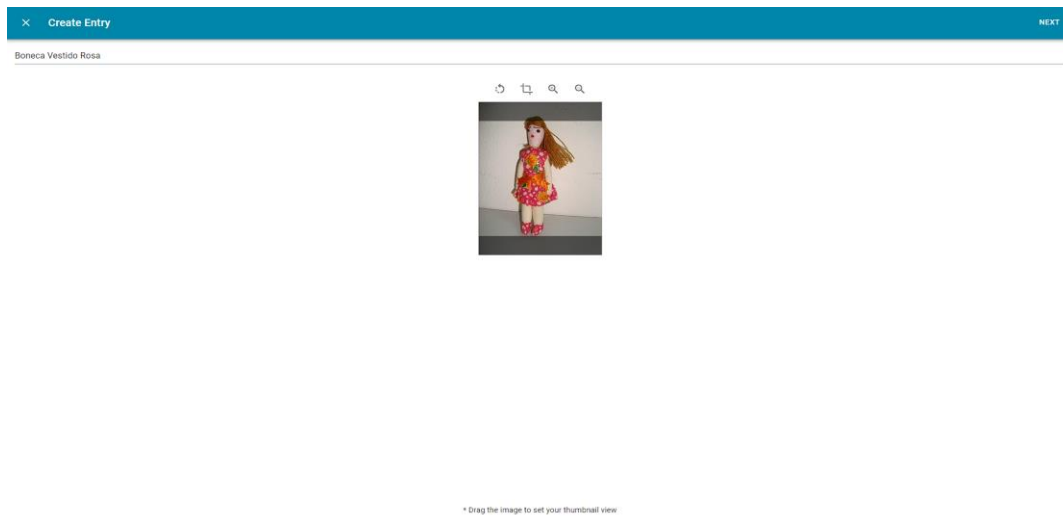 Create Entry
NEXT
Boneca Vestido Rosa
* Drag the image to set your thumbnail view